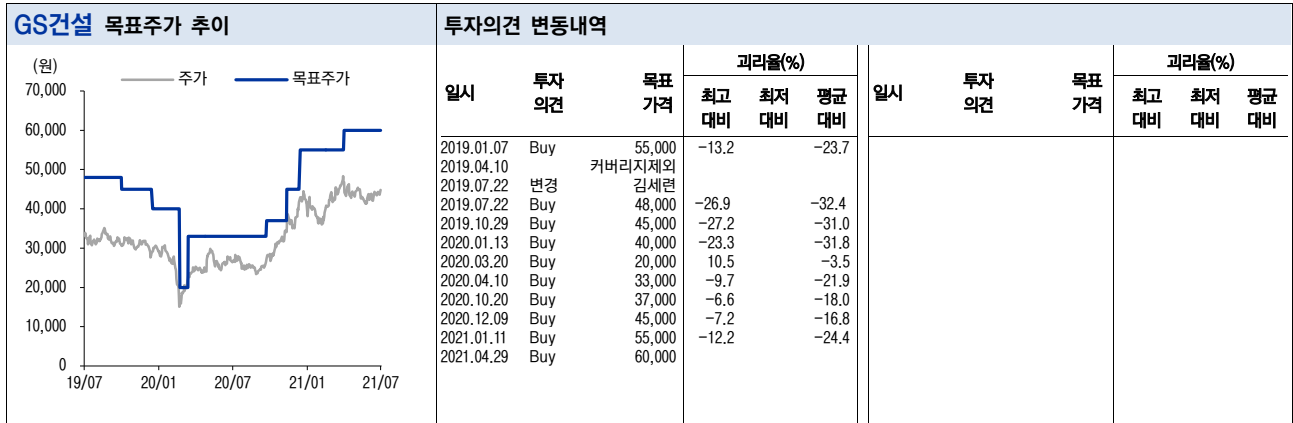 GS건설 목표주가 추이
(원)
주가 목표주가
70,000
60,000
50,000
40,000
30,000
20,000
10,000
0
19/07 20/01 20/07 21/01 21/07
투자의견 변동내역
일시 투자의견 목표가격 괴리율(%)
최고대비 최저대비 평균대비
2019.01.07 Buy 55,000 -13.2 -23.7
2019.04.10 커버리지제외
2019.07.22 변경 김세련
2019.07.22 Buy 48,000 -26.9 -32.4
2019.10.29 Buy 45,000 -27.2 -31.0
2020.01.13 Buy 40,000 -23.3 -31.8
2020.03.20 Buy 20,000 10.5 -3.5
2020.04.10 Buy 33,000 -9.7 -21.9
2020.10.20 Buy 37,000 -6.6 -18.0
2020.12.09 Buy 45,000 -7.2 -16.8
2021.01.11 Buy 55,000 -12.2 -24.4
2021.04.29 Buy 60,000
일시 투자의견 목표가격 괴리율(%)
최고대비 최저대비 평균대비